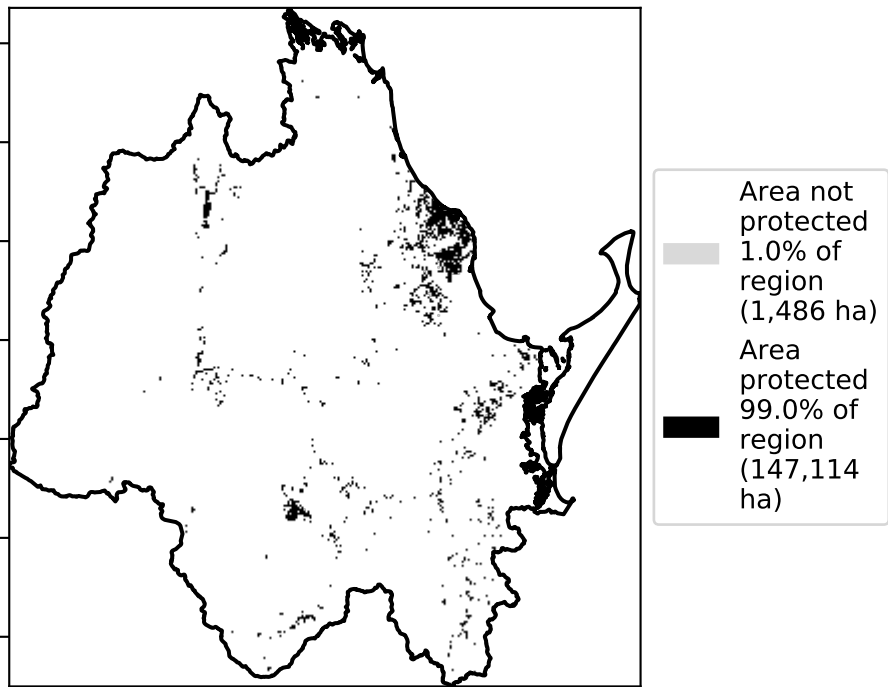 Area not
protected
1.0% of
region
(1,486 ha)
Area
protected
99.0% of
region
(147,114
ha)